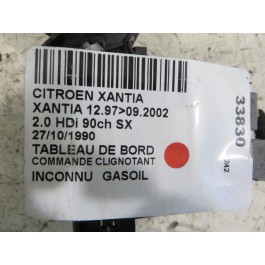 CITROEN XANTIA
XANTIA 12.97>09.2002
2.0 HDi 90ch SX
27/10/1990
TABLEAU DE BORD
COMMANDE CLIGNOTANT
INCONNU GASOIL
33830
242